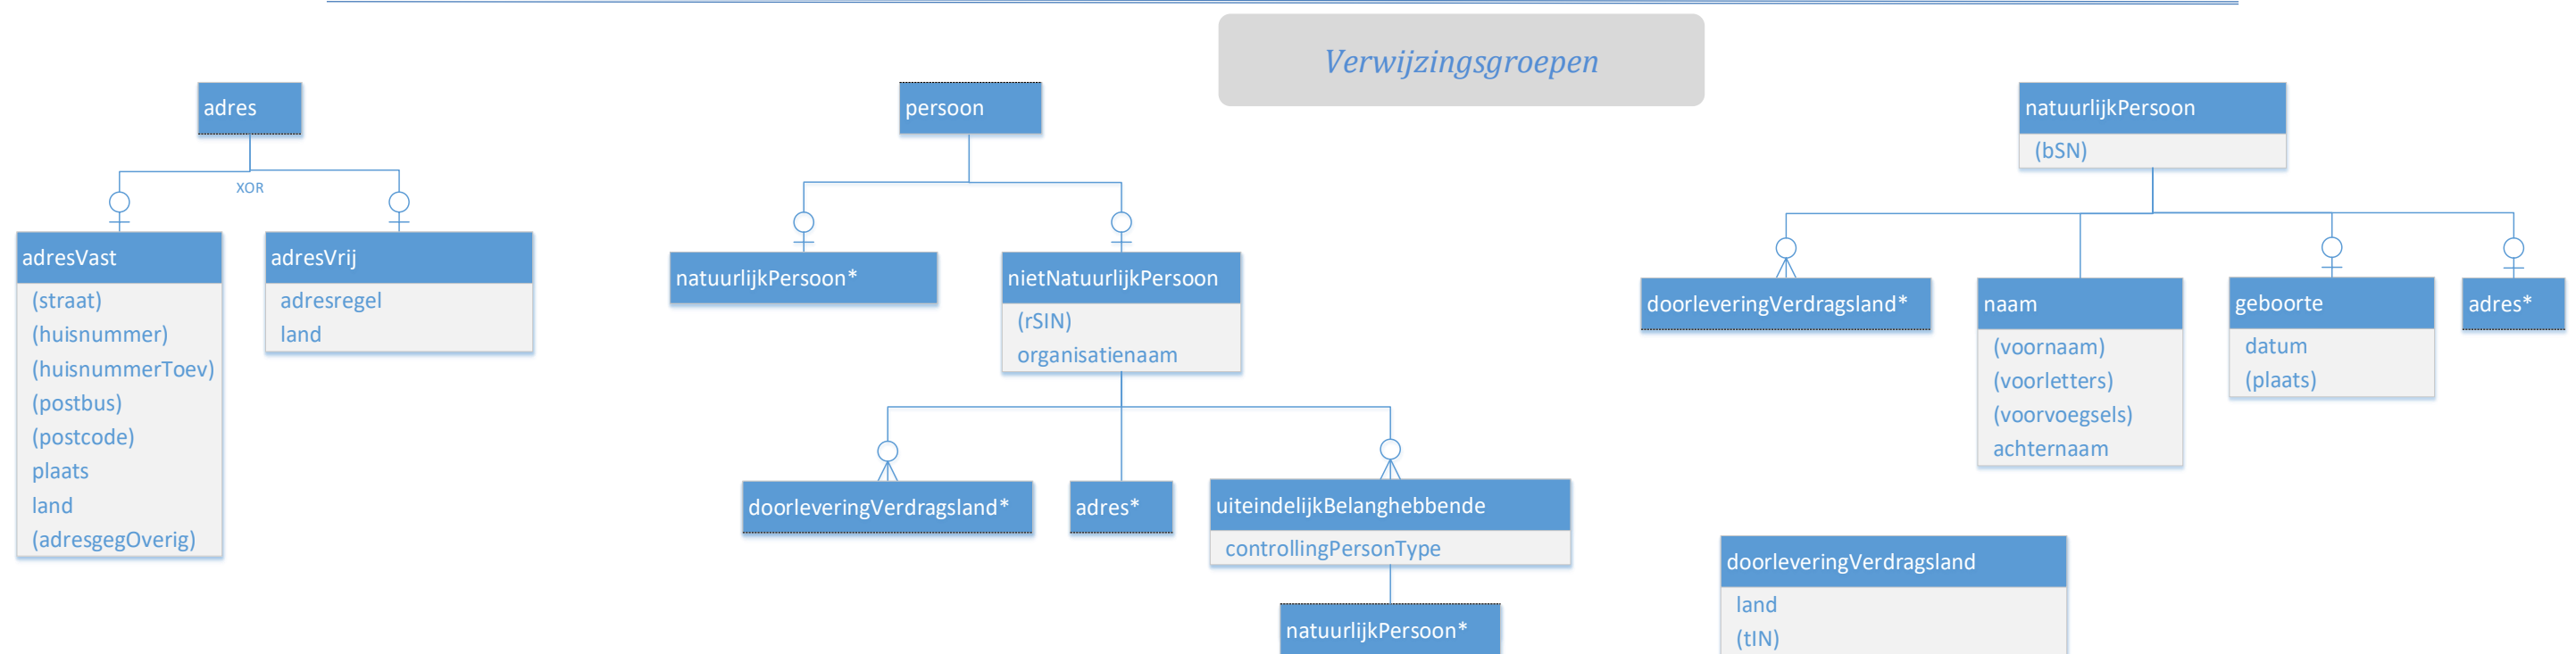 Verwijzingsgroepen
adres
XOR
adresVast
(straat)
(huisnummer)
(huisnummerToev)
(postbus)
(postcode)
plaats
land
(adresgegOverig)
adresVrij
adresregel
land
persoon
natuurlijkPersoon*
nietNatuurlijkPersoon
(rSIN)
organisatienaam
doorleveringVerdragsland*
adres*
uiteindelijkBelanghebbende
controllingPersonType
natuurlijkPersoon*
natuurlijkPersoon
(bSN)
doorleveringVerdragsland*
naam
(voornaam)
(voorletters)
(voorvoegsels)
achternaam
geboorte
datum
(plaats)
adres*
doorleveringVerdragsland
land
(tIN)